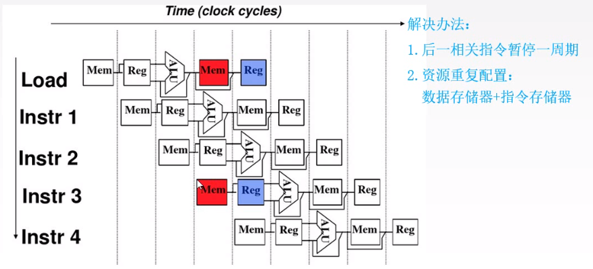 Time (clock cycles)
解决办法:
1.后一相关指令暂停一周期
2.资源重复配置:
数据存储器+指令存储器
Load Mem Reg ALU Mem Reg
Instr 1 Mem Reg ALU Mem Reg
Instr 2 Mem Reg ALU Mem Reg
Instr 3 Mem Reg ALU Mem Reg
Instr 4 Mem Reg ALU Mem Reg